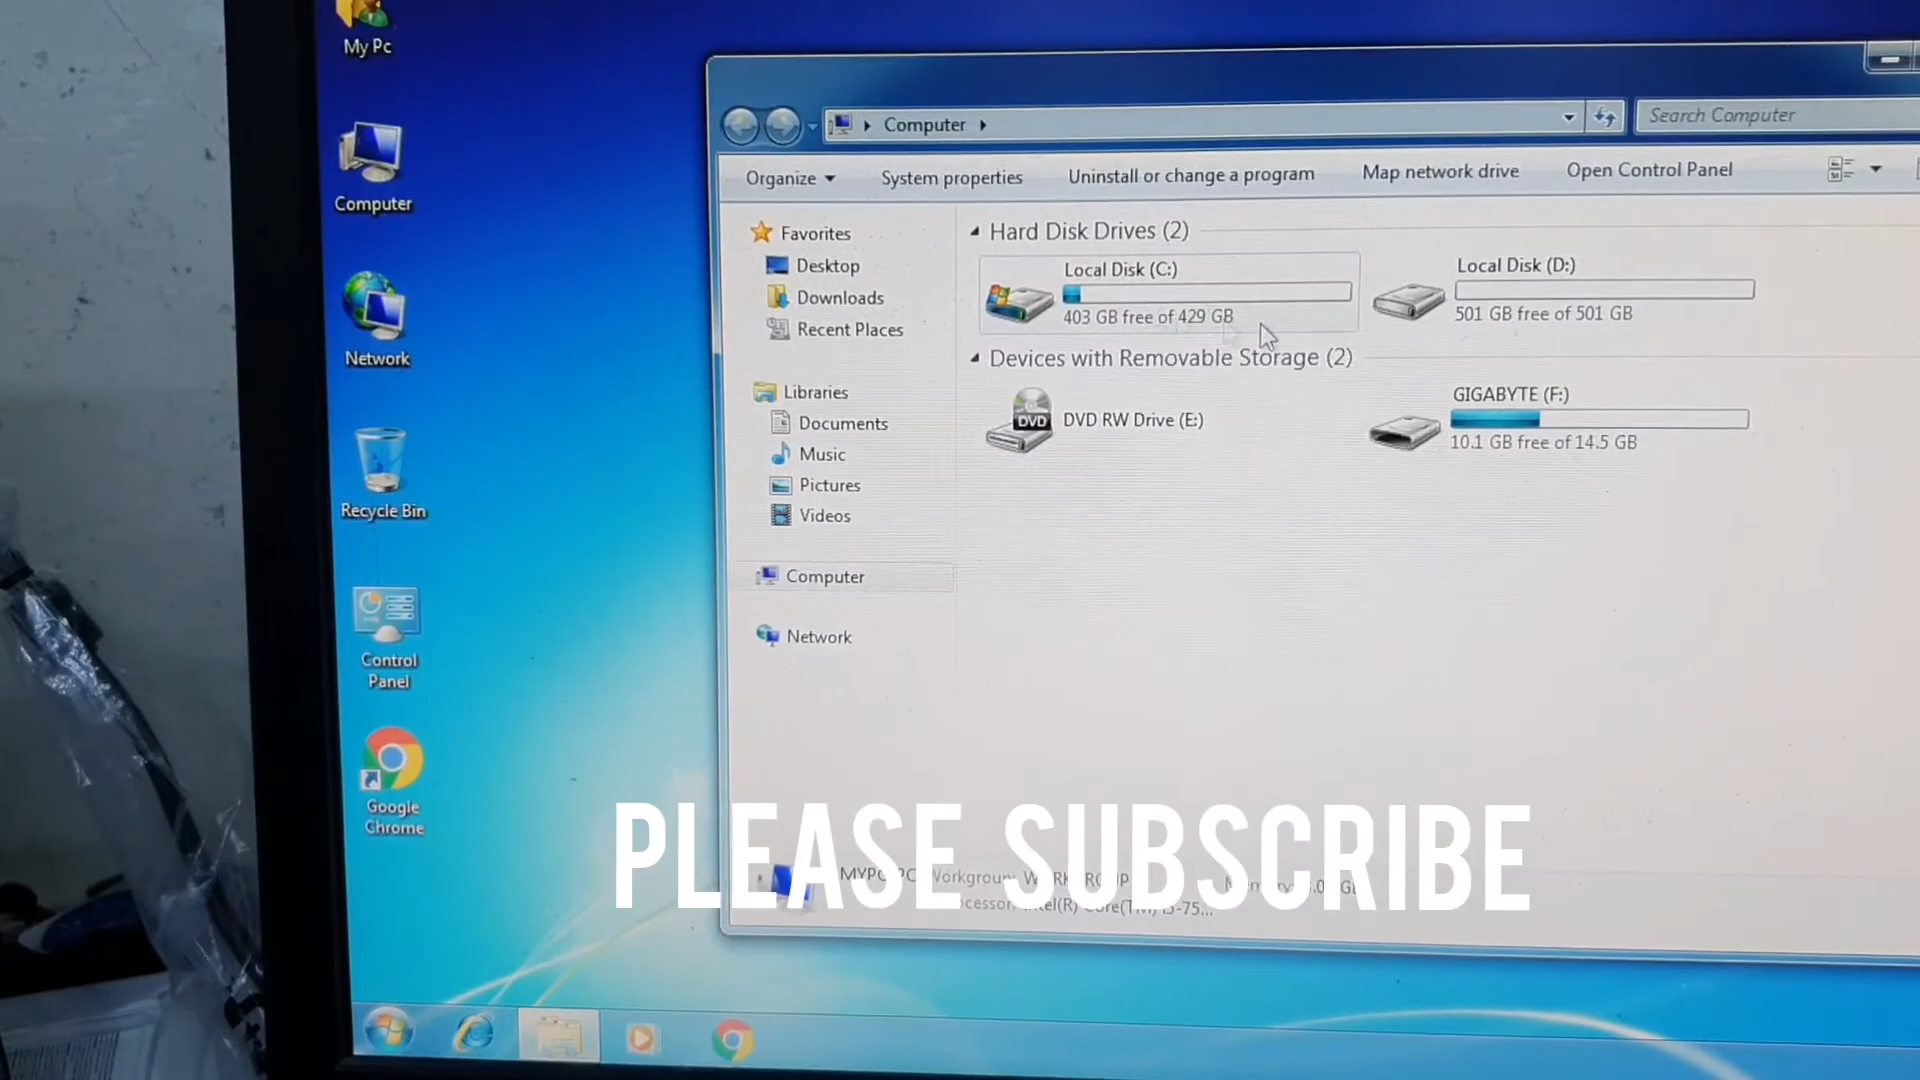 My Pc
Computer
Search Computer
Organize
System properties
Uninstall or change a program
Map network drive
Open Control Panel
Computer
Favorites
Desktop
Downloads
Recent Places
Libraries
Documents
Music
Pictures
Videos
Computer
Network
Hard Disk Drives (2)
Local Disk (C:)
403 GB free of 429 GB
Local Disk (D:)
501 GB free of 501 GB
Devices with Removable Storage (2)
DVD
DVD RW Drive (E:)
GIGABYTE (F:)
10.1 GB free of 14.5 GB
Network
Recycle Bin
Control
Panel
Google
Chrome
PLEASE SUBSCRIBE
Intel(R) Core(TM)